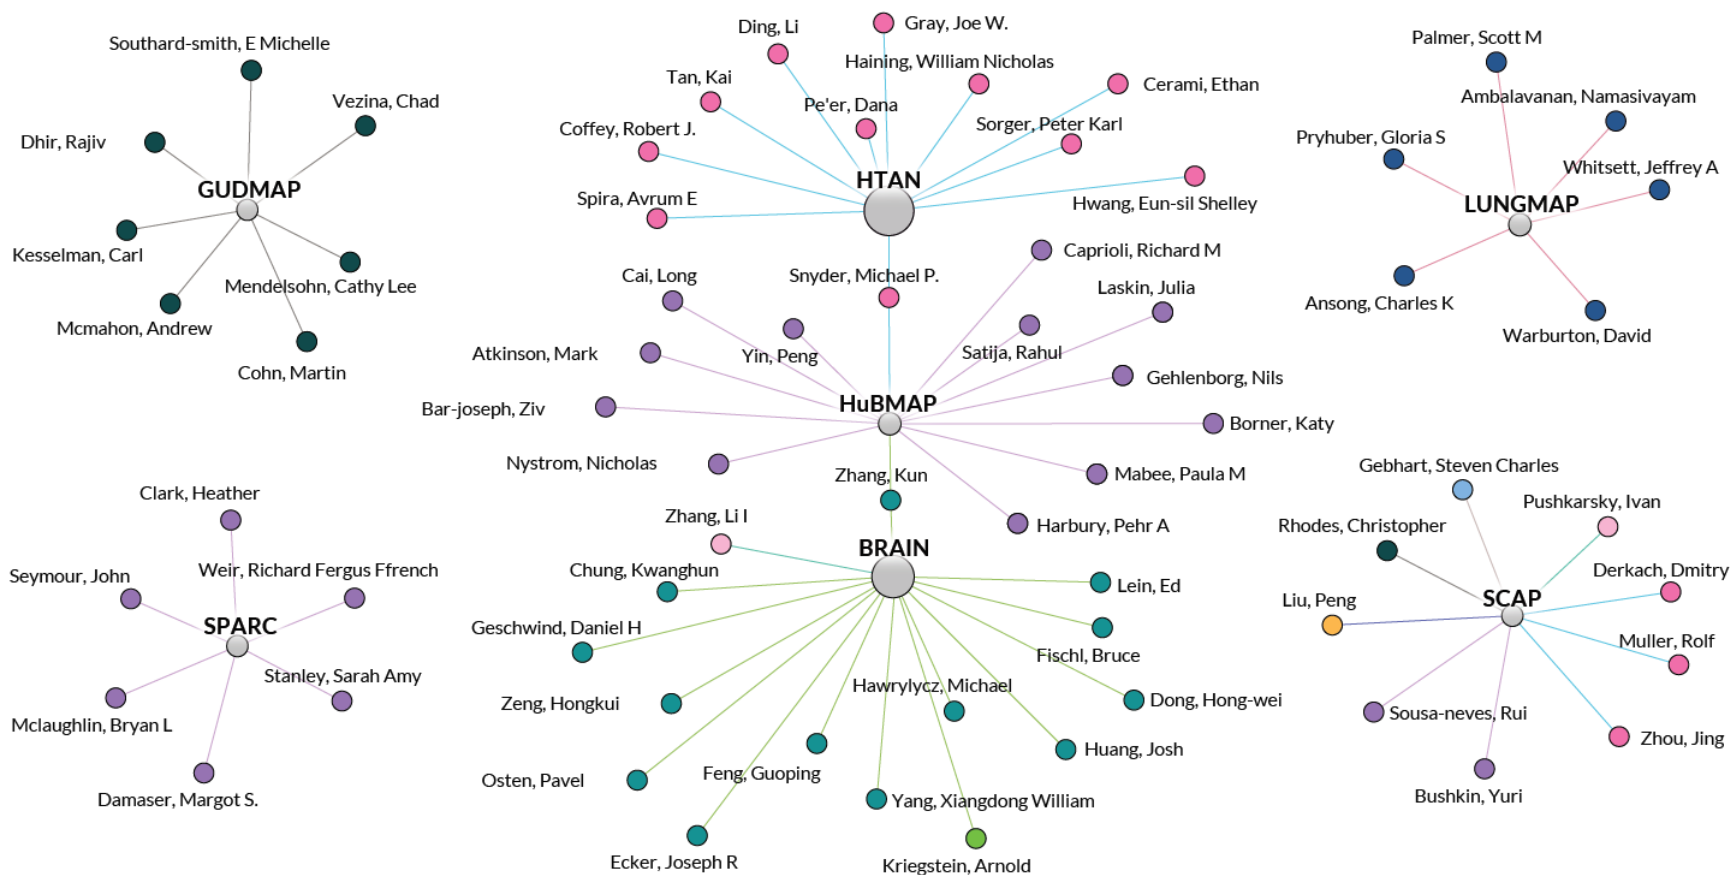 Southard-smith, E Michelle
Vezina, Chad
Dhir, Rajiv
GUDMAP
Kesselman, Carl
Mendelsohn, Cathy Lee
Mcmahon, Andrew
Cohn, Martin
Ding, Li
Gray, Joe W.
Haining, William Nicholas
Tan, Kai
Cerami, Ethan
Pe'er, Dana
Coffey, Robert J.
Sorger, Peter Karl
HTAN
Spira, Avrum E
Hwang, Eun-sil Shelley
Palmer, Scott M
Ambalavanan, Namasivayam
Pryhuber, Gloria S
Whitsett, Jeffrey A
LUNGMAP
Ansong, Charles K
Warburton, David
Caprioli, Richard M
Cai, Long
Snyder, Michael P.
Laskin, Julia
Atkinson, Mark
Yin, Peng
Satija, Rahul
Gehlenborg, Nils
Bar-joseph, Ziv
HuBMAP
Borner, Katy
Nystrom, Nicholas
Zhang, Kun
Mabee, Paula M
Harbury, Pehr A
Clark, Heather
Seymour, John
Weir, Richard Fergus Ffrench
SPARC
Stanley, Sarah Amy
Mclaughlin, Bryan L
Damaser, Margot S.
Zhang, Li I
BRAIN
Chung, Kwanghun
Lein, Ed
Geschwind, Daniel H
Fischl, Bruce
Hawrylycz, Michael
Zeng, Hongkui
Dong, Hong-wei
Huang, Josh
Osten, Pavel
Feng, Guoping
Yang, Xiangdong William
Ecker, Joseph R
Kriegstein, Arnold
Gebhart, Steven Charles
Pushkarsky, Ivan
Rhodes, Christopher
Derkach, Dmitry
Liu, Peng
SCAP
Muller, Rolf
Sousa-neves, Rui
Zhou, Jing
Bushkin, Yuri